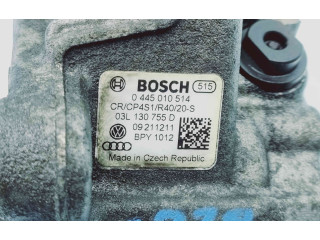 BOSCH 515
0 445 010 514
CR/CP4S1/R40/20-S
03L 130 755 D
09211211
BPY 1012
Made in Czech Republic